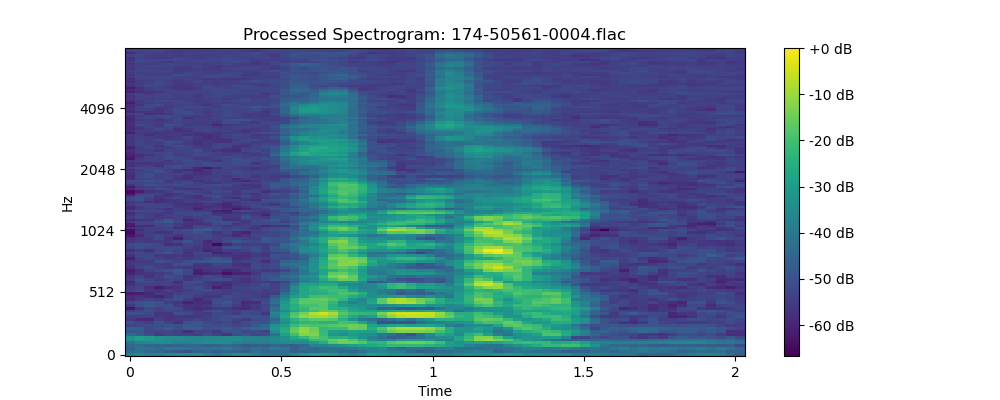 Processed Spectrogram: 174-50561-0004.flac
Hz
4096
2048
1024
512
0
0
0.5
1
1.5
2
Time
+0 dB
-10 dB
-20 dB
-30 dB
-40 dB
-50 dB
-60 dB